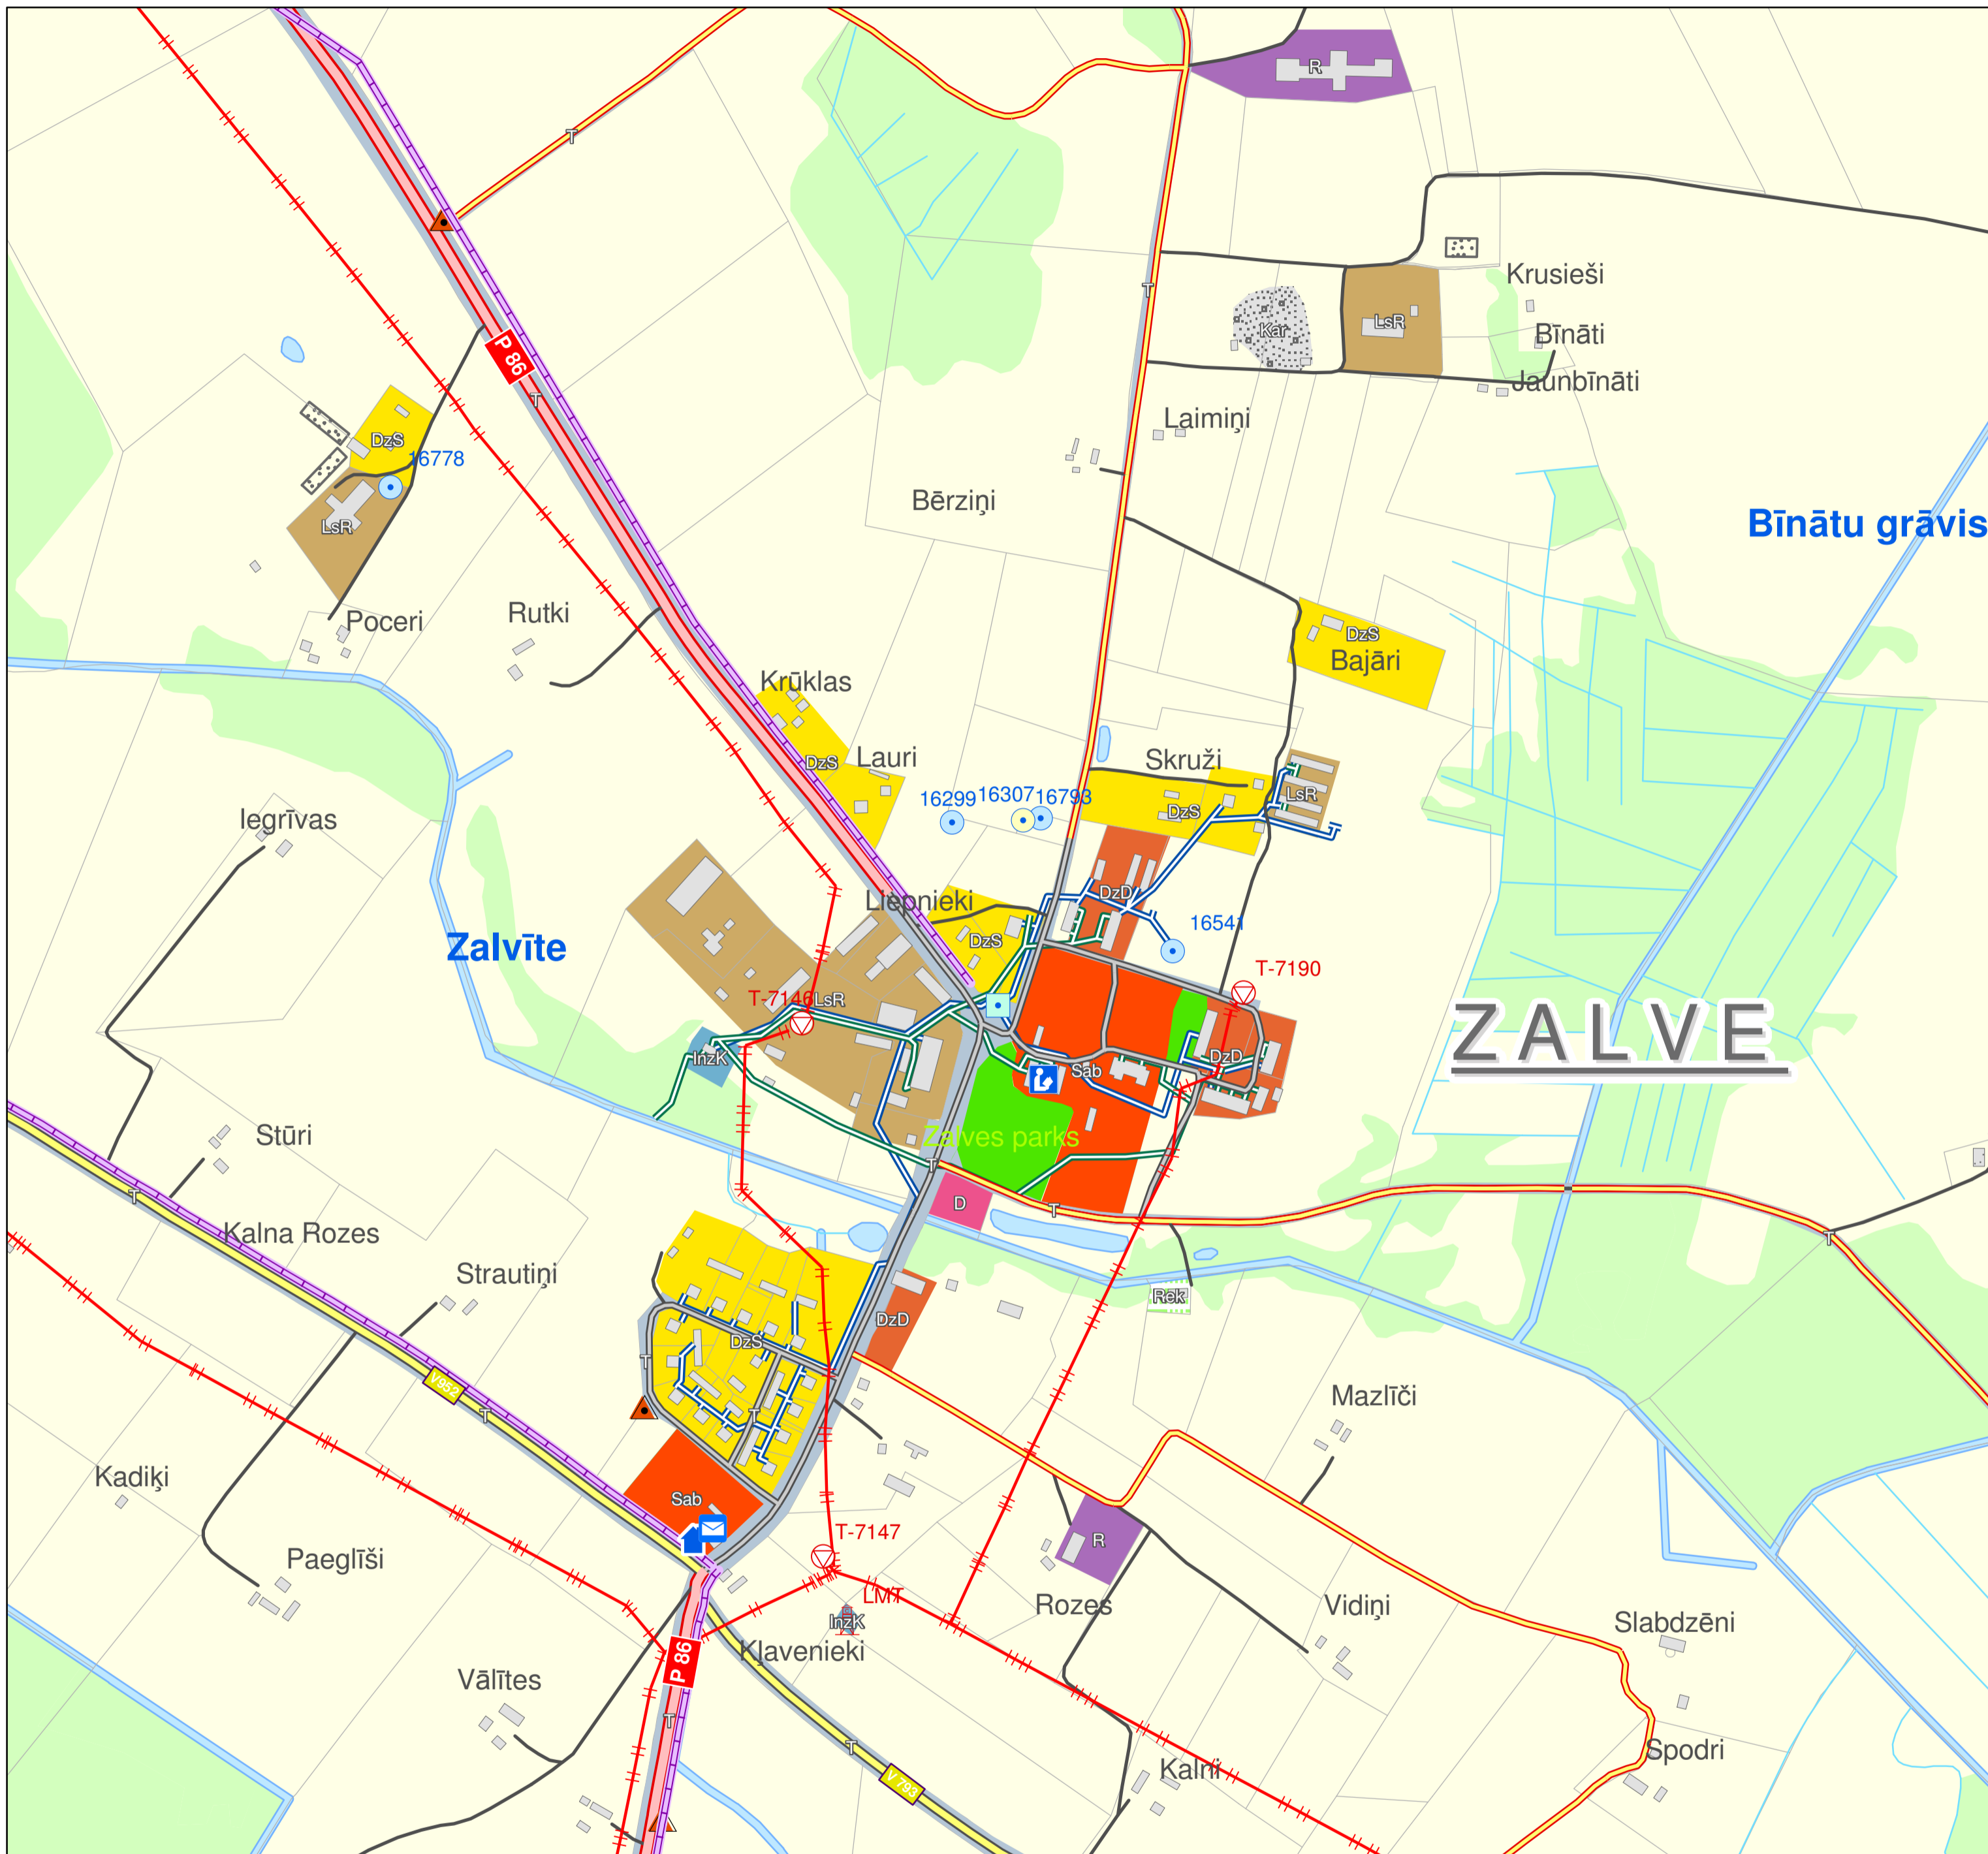 R
T
Krusieši
T
Kar
LsR
Bīnāti
P 86
Jaunbīnāti
T
Laimiņi
DzS
16778
Bērziņi
LsR
Bīnātu grāvis
Rutki
Poceri
DzS
Bajāri
Krūklas
DzS
Lauri
Skruži
LsR
16299
16307
16793
DzS
Iegrīvas
DzD
Liepnieki
16541
Zalvīte
DzS
T-7190
T-7146
LsR
ZALVE
InzK
DzD
Sab
Stūri
Zalves parks
T
T
D
T
Kalna Rozes
T
Strautiņi
Rek
DzD
DzS
T
V952
Mazlīči
T
T
Kadiķi
Sab
T-7147
R
Paeglīši
LMT
Rozes
Vidiņi
InzK
Slabdzēni
P 86
Kļavenieki
Vālītes
T
T
Spodri
Kalni
V 793